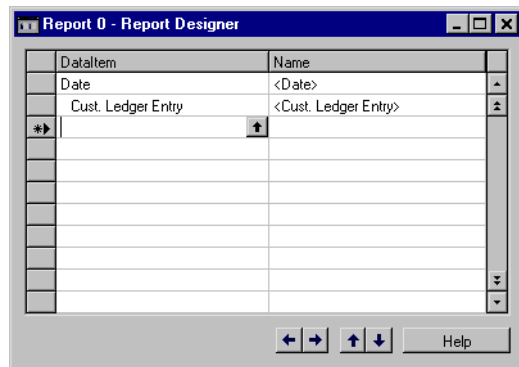 Report 0 - Report Designer
DataItem Name
Date <Date>
Cust. Ledger Entry <Cust. Ledger Entry>
Help